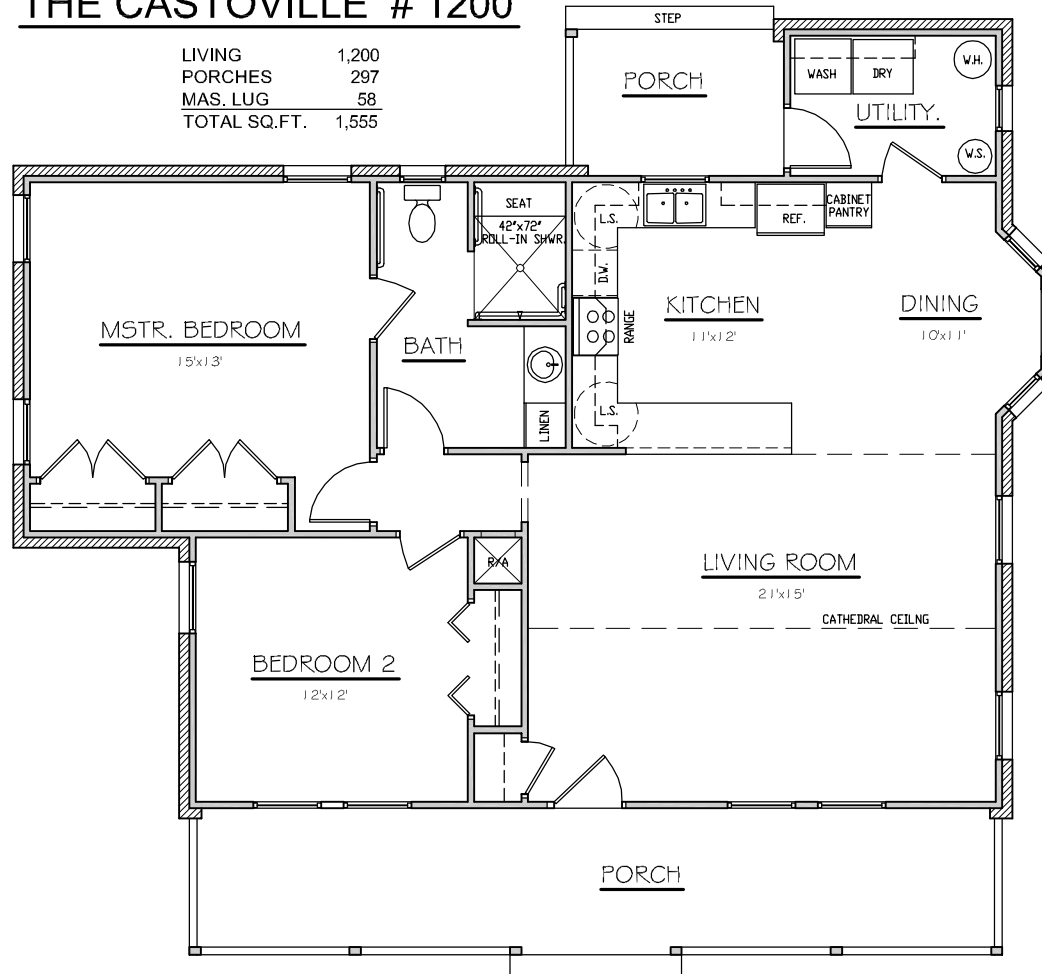 THE CASTOVILLE # 1200
LIVING 1,200
PORCHES 297
MAS. LUG 58
TOTAL SQ.FT. 1,555
STEP
PORCH
WASH
DRY
W.H.
UTILITY.
W.S.
SEAT
42"x72"
ROLL-IN SHWR.
L.S.
REF.
CABINET
PANTRY
D.W.
RANGE
KITCHEN
11'x12'
DINING
10'x11'
MSTR. BEDROOM
15'x13'
BATH
LINEN
L.S.
R/A
LIVING ROOM
21'x15'
CATHEDRAL CEILNG
BEDROOM 2
12'x12'
PORCH